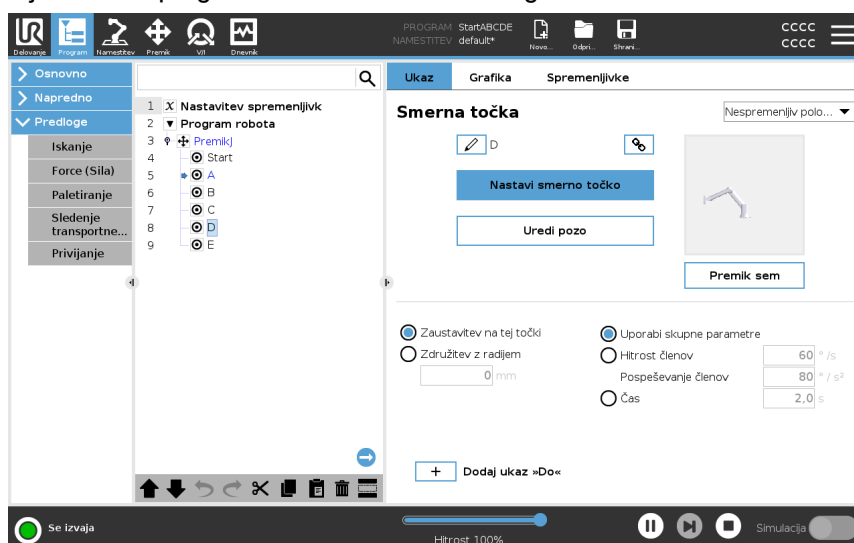 UR
Delovanje
Program
Namestitev
Premik
V/I
Dnevnik
PROGRAM StartABCDE
NAMESTITEV default*
Novo...
Odpri...
Shrani...
CCCC
CCCC
Osnovno
Napredno
Predloge
Iskanje
Force (Sila)
Paletiranje
Sledenje
transportne...
Privijanje
1 X Nastavitev spremenljivk
2 Program robota
3 PremikJ
4 Start
5 A
6 B
7 C
8 D
9 E
Ukaz Grafika Spremenljivke
Smerna točka
Nespremenljiv polo...
D
Nastavi smerno točko
Uredi pozo
Premik sem
Zaustavitev na tej točki
Združitev z radijem
0 mm
Uporabi skupne parametre
Hitrost členov 60 ° /s
Pospeševanje členov 80 ° / s²
Čas 2,0 s
+ Dodaj ukaz »Do«
Se izvaja
Hitrost 100%
Simulacija